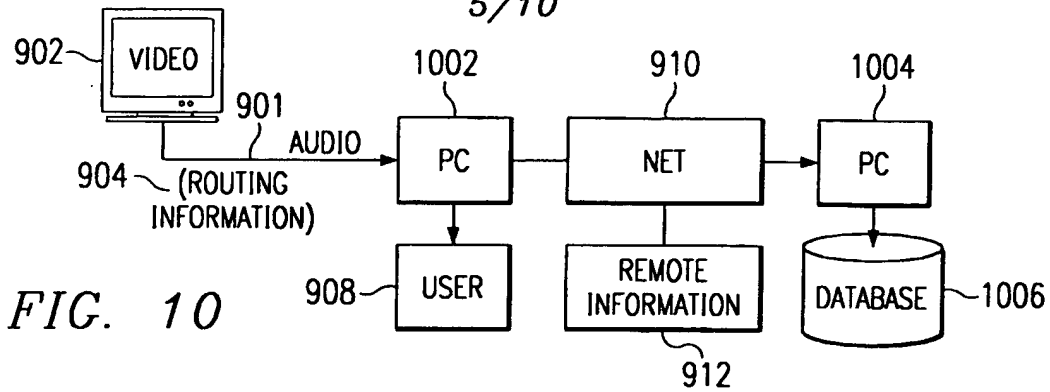 5/10
902
VIDEO
901
AUDIO
904
(ROUTING
INFORMATION)
1002
PC
910
NET
1004
PC
908
USER
REMOTE
INFORMATION
912
DATABASE
1006
FIG. 10